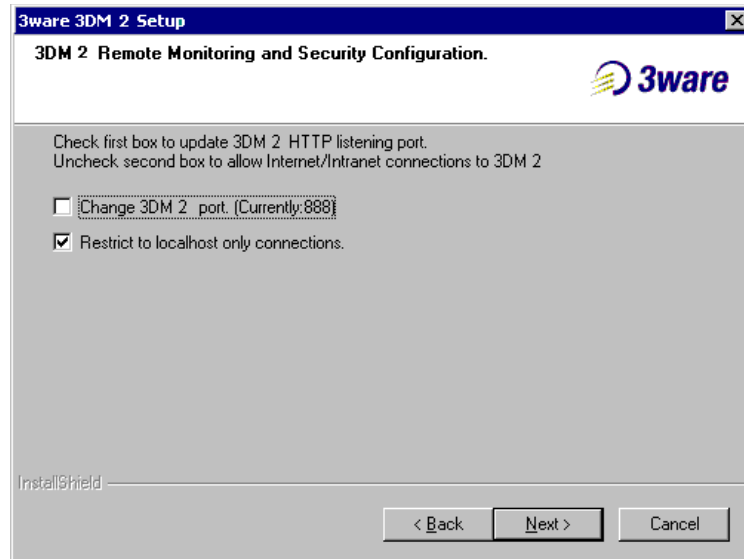 3ware 3DM 2 Setup
3DM 2 Remote Monitoring and Security Configuration.
3ware
Check first box to update 3DM 2 HTTP listening port.
Uncheck second box to allow Internet/Intranet connections to 3DM 2
Change 3DM 2 port. (Currently:888)
Restrict to localhost only connections.
InstallShield
< Back Next > Cancel